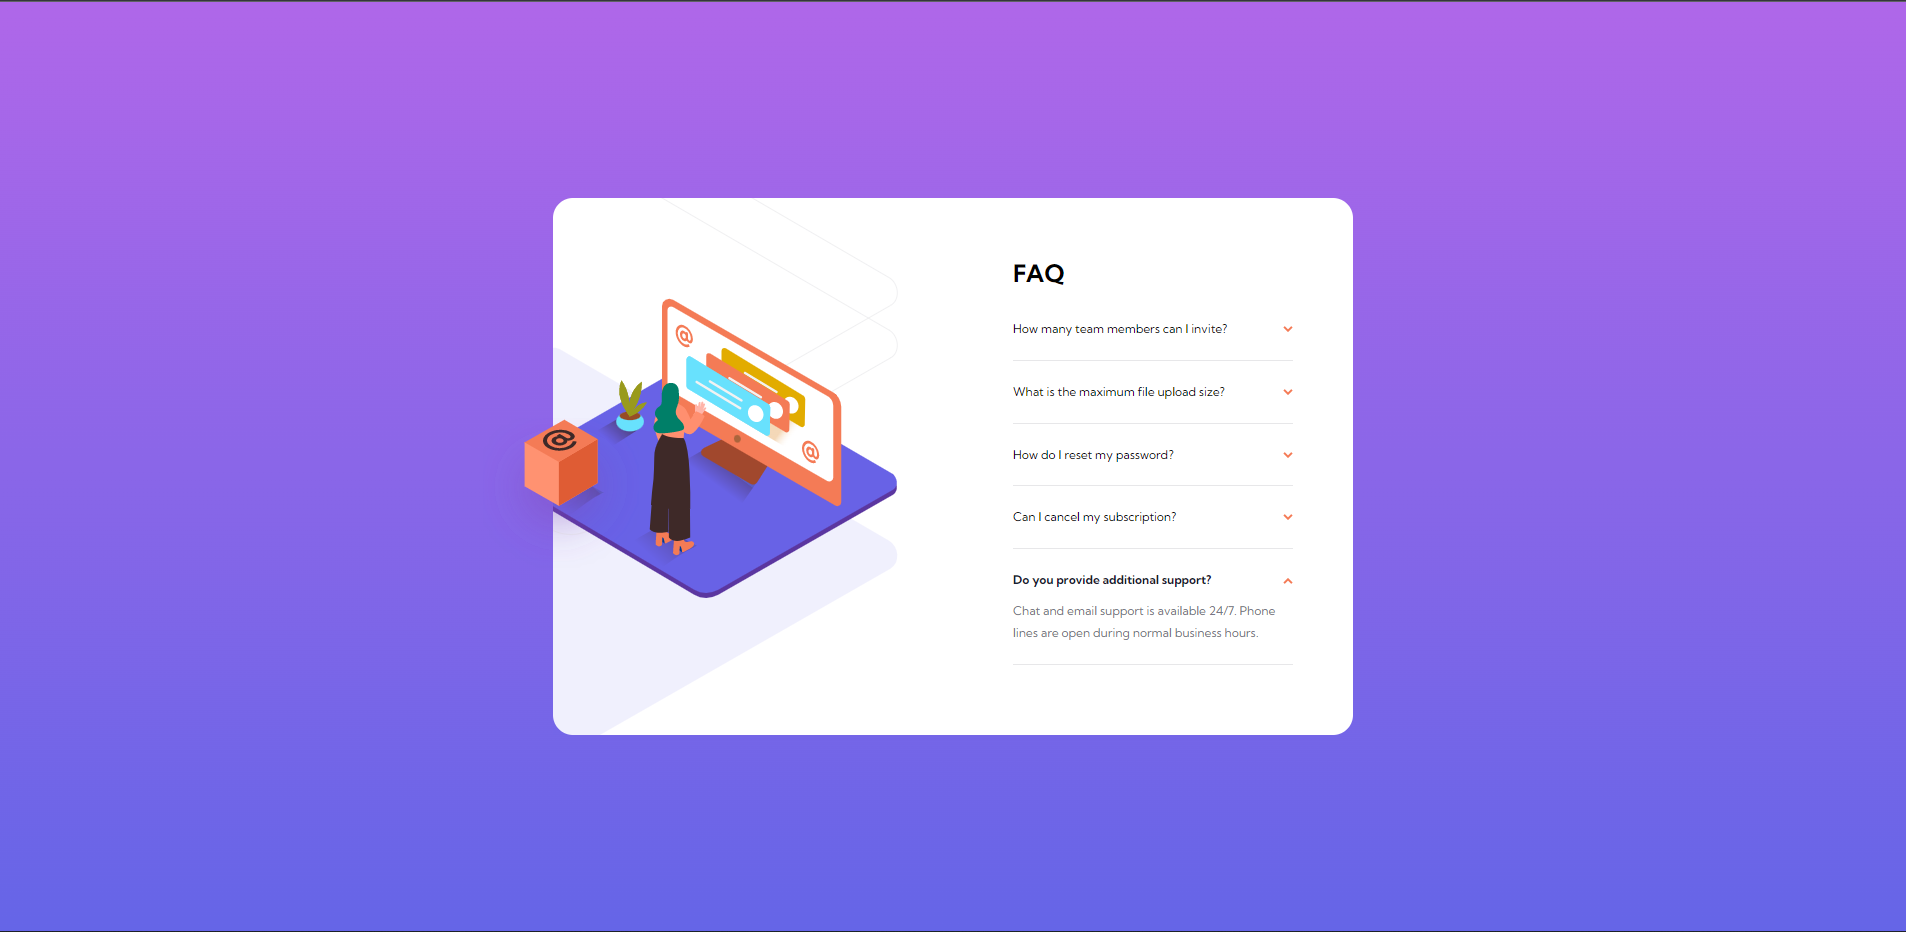 FAQ
How many team members can I invite?
What is the maximum file upload size?
How do I reset my password?
Can I cancel my subscription?
Do you provide additional support?
Chat and email support is available 24/7. Phone
lines are open during normal business hours.
@
@
@